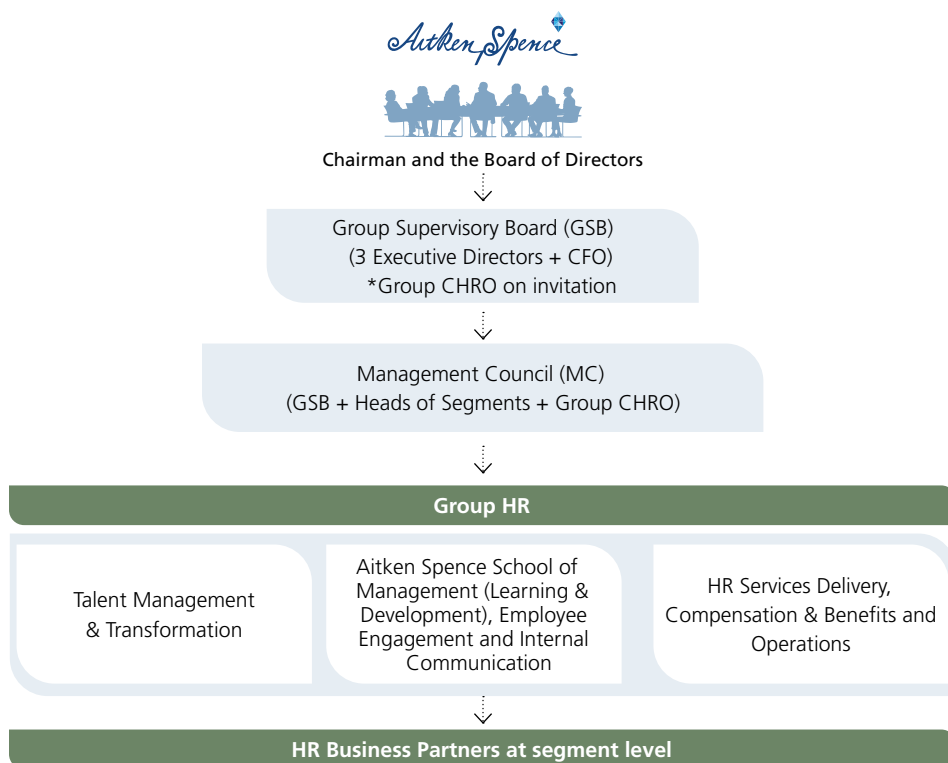 Aitken Spence
Chairman and the Board of Directors
Group Supervisory Board (GSB)
(3 Executive Directors + CFO)
*Group CHRO on invitation
Management Council (MC)
(GSB + Heads of Segments + Group CHRO)
Group HR
Talent Management
& Transformation
Aitken Spence School of
Management (Learning &
Development), Employee
Engagement and Internal
Communication
HR Services Delivery,
Compensation & Benefits and
Operations
HR Business Partners at segment level